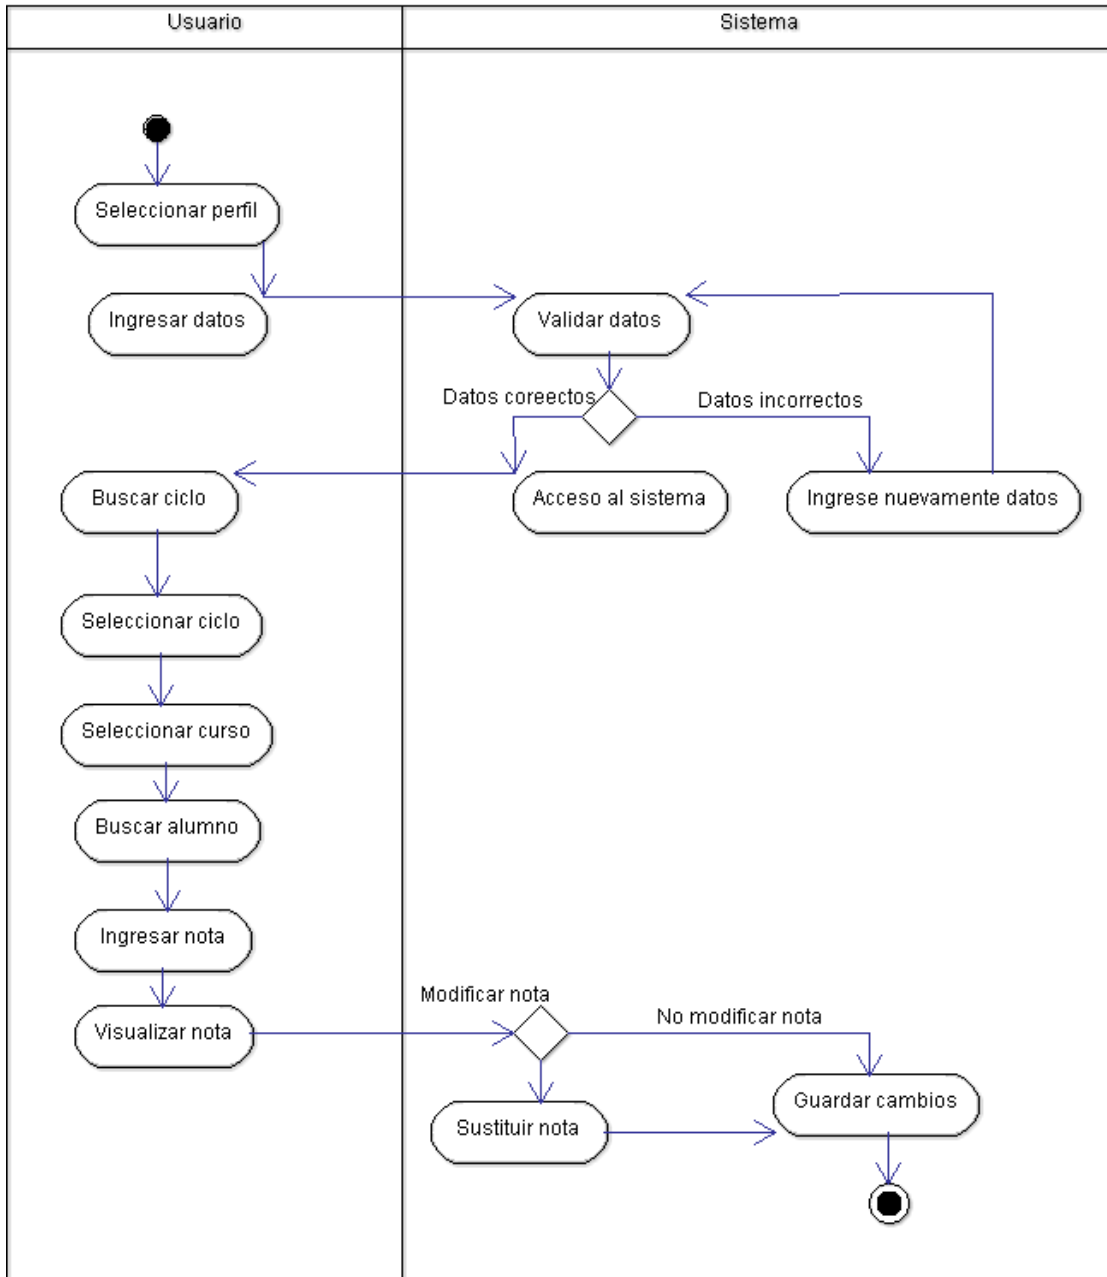 Usuario
Sistema
Seleccionar perfil
Ingresar datos
Validar datos
Datos coreectos
Datos incorrectos
Buscar ciclo
Acceso al sistema
Ingrese nuevamente datos
Seleccionar ciclo
Seleccionar curso
Buscar alumno
Ingresar nota
Visualizar nota
Modificar nota
No modificar nota
Sustituir nota
Guardar cambios